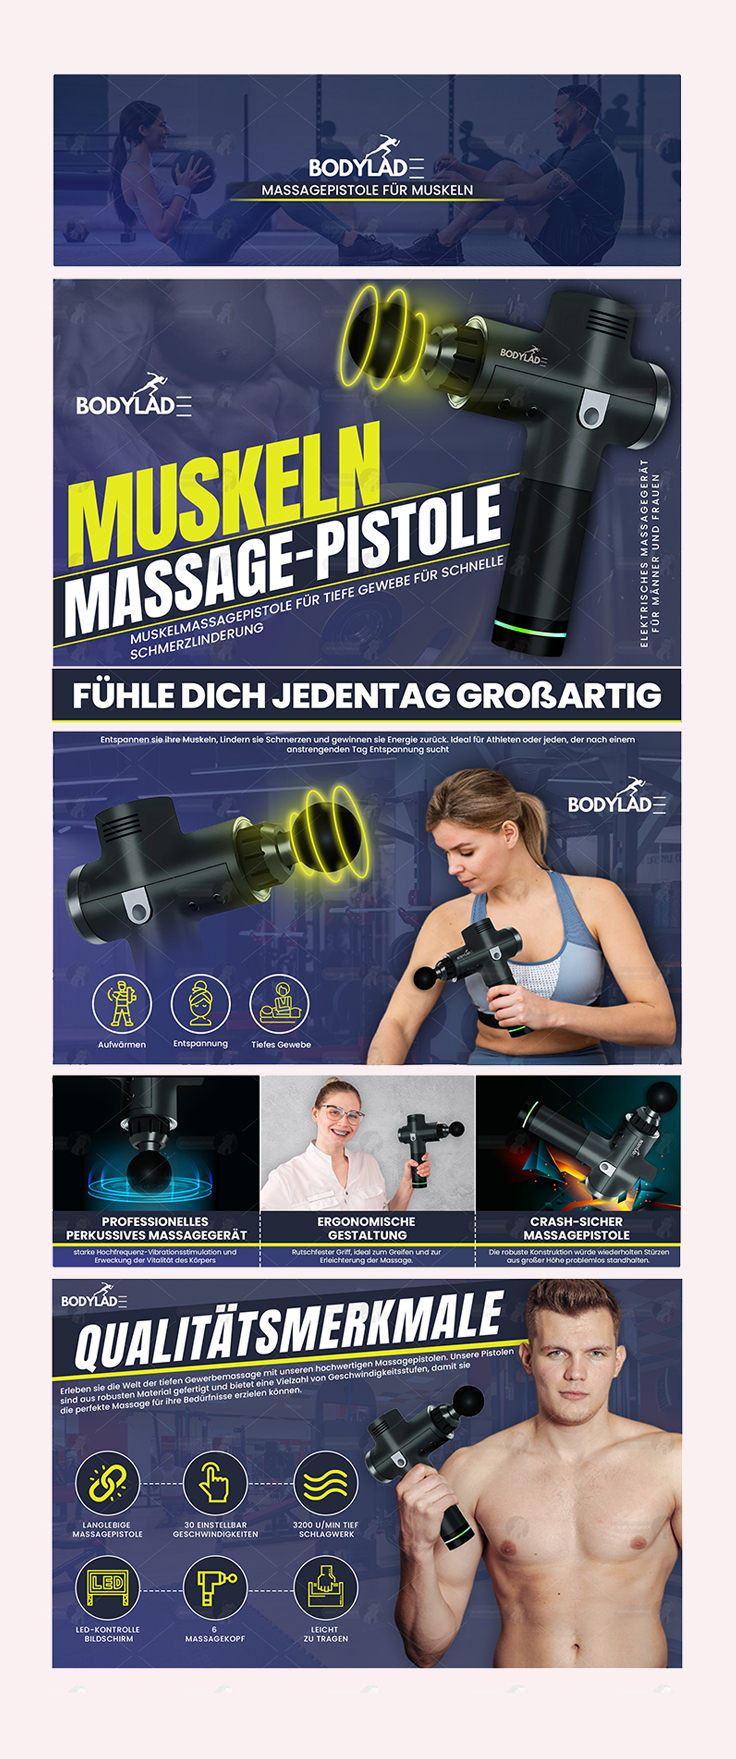 BODYLAD
MASSAGEPISTOLE FÜR MUSKELN
BODYLAD
BODYLAD
MUSKELN
MASSAGE-PISTOLE
MUSKELMASSAGEPISTOLE FÜR TIEFE GEWEBE FÜR SCHNELLE
SCHMERZLINDERUNG
ELEKTRISCHES MASSAGEGERÄT
FÜR MÄNNER UND FRAUEN
FÜHLE DICH JEDENTAG GROßARTIG
Entspannen sie ihre Muskeln, Lindern sie Schmerzen und gewinnen sie Energie zurück. Ideal für Athleten oder jeden, der nach einem
anstrengenden Tag Entspannung sucht
BODYLAD
Aufwärmen
Entspannung
Tiefes Gewebe
PROFESSIONELLES
PERKUSSIVES MASSAGEGERÄT
starke Hochfrequenz-Vibrationsstimulation und
Erweckung der Vitalität des Körpers
ERGONOMISCHE
GESTALTUNG
Rutschfester Griff, ideal zum Greifen und zur
Erleichterung der Massage.
CRASH-SICHER
MASSAGEPISTOLE
Die robuste Konstruktion würde wiederholten Stürzen
aus großer Höhe problemlos standhalten.
BODYLAD
QUALITÄTSMERKMALE
Erleben sie die Welt der tiefen Gewerbemassage mit unseren hochwertigen Massagepistolen. Unsere Pistolen
sind aus robusten Material gefertigt und bietet eine Vielzahl von Geschwindigkeitsstufen, damit sie
die perfekte Massage für ihre Bedürfnisse erzielen können.
LANGLEBIGE
MASSAGEPISTOLE
30 EINSTELLBAR
GESCHWINDIGKEITEN
3200 U/MIN TIEF
SCHLAGWERK
LED
LED-KONTROLLE
BILDSCHIRM
6
MASSAGEKOPF
LEICHT
ZU TRAGEN